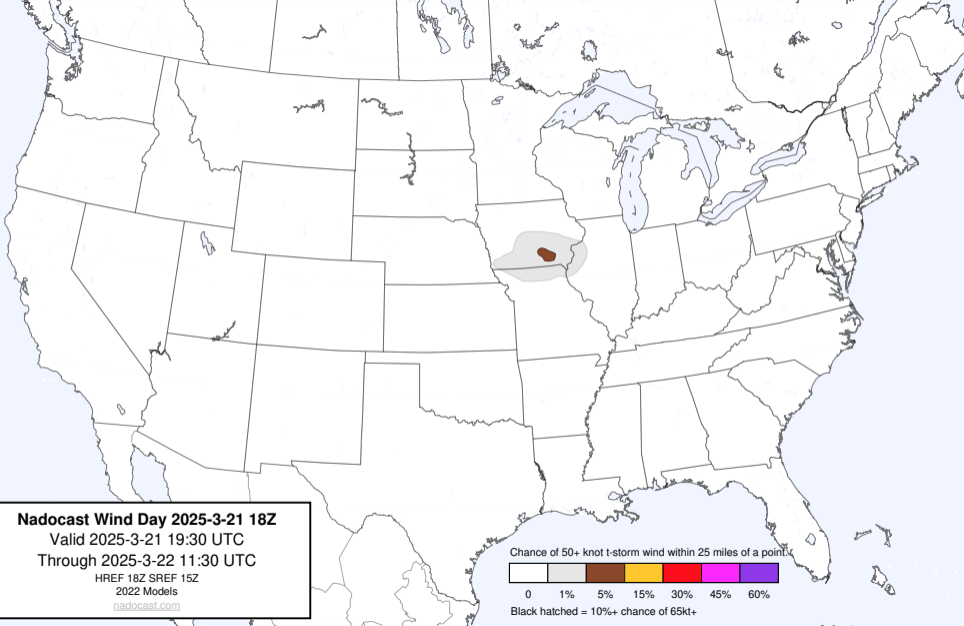 Nadocast Wind Day 2025-3-21 18Z
Valid 2025-3-21 19:30 UTC
Through 2025-3-22 11:30 UTC
HREF 18Z SREF 15Z
2022 Models
nadocast.com
Chance of 50+ knot t-storm wind within 25 miles of a point.
0 1% 5% 15% 30% 45% 60%
Black hatched = 10%+ chance of 65kt+